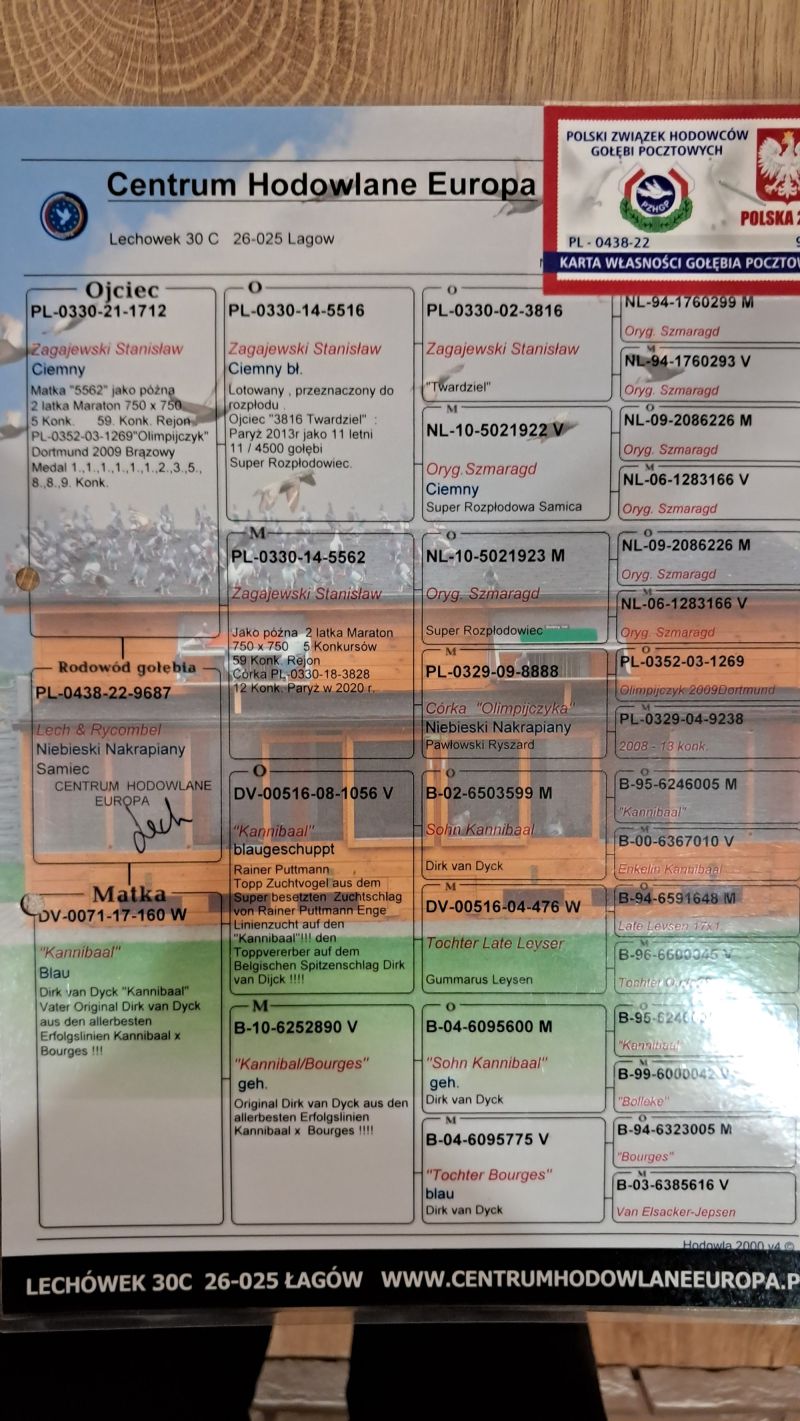 POLSKI ZWIĄZEK HODOWCÓW
GOŁĘBI POCZTOWYCH
PZHGP
POLSKA
PL - 0438-22
KARTA WŁASNOŚCI GOŁĘBIA
Centrum Hodowlane Europa
Lechowek 30 C 26-025 Lagow
Ojciec
PL-0330-21-1712
Zagajewski Stanisław
Ciemny
Matka "5562" jako późna
2 latka Maraton 750 x 750
5 Konk. 59. Konk. Rejon
PL-0352-03-1269"Olimpijczyk"
Dortmund 2009 Brązowy
Medal 1.,1.,1.,1.,1.,2.,3.,5.,
8.,8.,9. Konk.
Rodowód gołębia
PL-0438-22-9687
Lech & Rycombel
Niebieski Nakrapiany
Samiec
CENTRUM HODOWLANE
EUROPA
Lech
Matka
DV-0071-17-160 W
"Kannibaal"
Blau
Dirk van Dyck "Kannibaal"
Vater Original Dirk van Dyck
aus den allerbesten
Erfolgslinien Kannibaal x
Bourges !!!
O
PL-0330-14-5516
Zagajewski Stanisław
Ciemny bł.
Lotowany , przeznaczony do
rozpłodu .
Ojciec "3816 Twardziel" :
Paryż 2013r jako 11 letni
11 / 4500 gołębi
Super Rozpłodowiec.
M
PL-0330-14-5562
Zagajewski Stanisław
Jako późna 2 latka Maraton
750 x 750 5 Konkursów
59 Konk. Rejon
Córka PL-0330-18-3828
12 Konk. Paryż w 2020 r.
O
DV-00516-08-1056 V
"Kannibaal"
blaugeschuppt
Rainer Puttmann
Topp Zuchtvogel aus dem
Super besetzten Zuchtschlag
von Rainer Puttmann Enge
Linienzucht auf den
"Kannibaal"!!! den
Toppvererber auf dem
Belgischen Spitzenschlag Dirk
van Dijck !!!!
M
B-10-6252890 V
"Kannibal/Bourges"
geh.
Original Dirk van Dyck aus den
allerbesten Erfolgslinien
Kannibaal x Bourges !!!!
O
PL-0330-02-3816
Zagajewski Stanisław
"Twardziel"
M
NL-10-5021922 V
Oryg.Szmaragd
Ciemny
Super Rozpłodowa Samica
O
NL-10-5021923 M
Oryg. Szmaragd
Super Rozpłodowiec
M
PL-0329-09-8888
Córka "Olimpijczyka"
Niebieski Nakrapiany
Pawłowski Ryszard
O
B-02-6503599 M
Sohn Kannibaal
Dirk van Dyck
M
DV-00516-04-476 W
Tochter Late Leyser
Gummarus Leysen
O
B-04-6095600 M
"Sohn Kannibaal"
geh.
Dirk van Dyck
M
B-04-6095775 V
"Tochter Bourges"
blau
Dirk van Dyck
NL-94-1760299 M
Oryg. Szmaragd
M
NL-94-1760293 V
Oryg. Szmaragd
O
NL-09-2086226 M
Oryg. Szmaragd
M
NL-06-1283166 V
Oryg. Szmaragd
O
NL-09-2086226 M
Oryg. Szmaragd
M
NL-06-1283166 V
Oryg. Szmaragd
O
PL-0352-03-1269
Olimpijczyk 2009Dortmund
M
PL-0329-04-9238
2008 - 13 konk.
O
B-95-6246005 M
"Kannibaal"
M
B-00-6367010 V
Enkelin Kannibaal
O
B-94-6591648 M
Late Leysen 17x1
M
Tochter
O
"Kannibaal"
M
B-99-6000042 V
"Bolleke"
O
B-94-6323005 M
"Bourges"
M
B-03-6385616 V
Van Elsacker-Jepsen
Hodowla 2000 v4 ©
LECHÓWEK 30C 26-025 ŁAGÓW WWW.CENTRUMHODOWLANEEUROPA.P